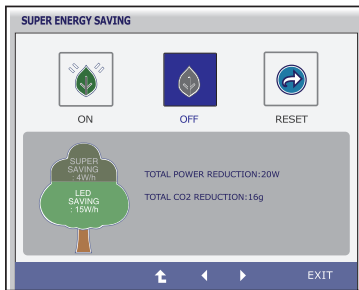 SUPER ENERGY SAVING
ON
OFF
RESET
SUPER
SAVING
: 4W/h
LED
SAVING
: 15W/h
TOTAL POWER REDUCTION:20W
TOTAL CO2 REDUCTION:16g
EXIT